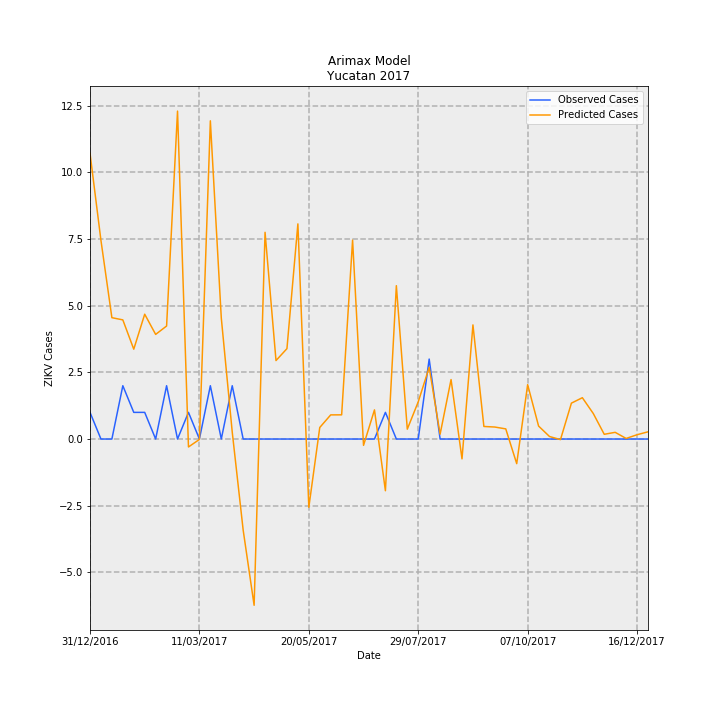 Arimax Model
Yucatan 2017
Observed Cases
Predicted Cases
12.5
10.0
7.5
5.0
2.5
0.0
−2.5
−5.0
ZIKV Cases
31/12/2016 11/03/2017 20/05/2017 29/07/2017 07/10/2017 16/12/2017
Date